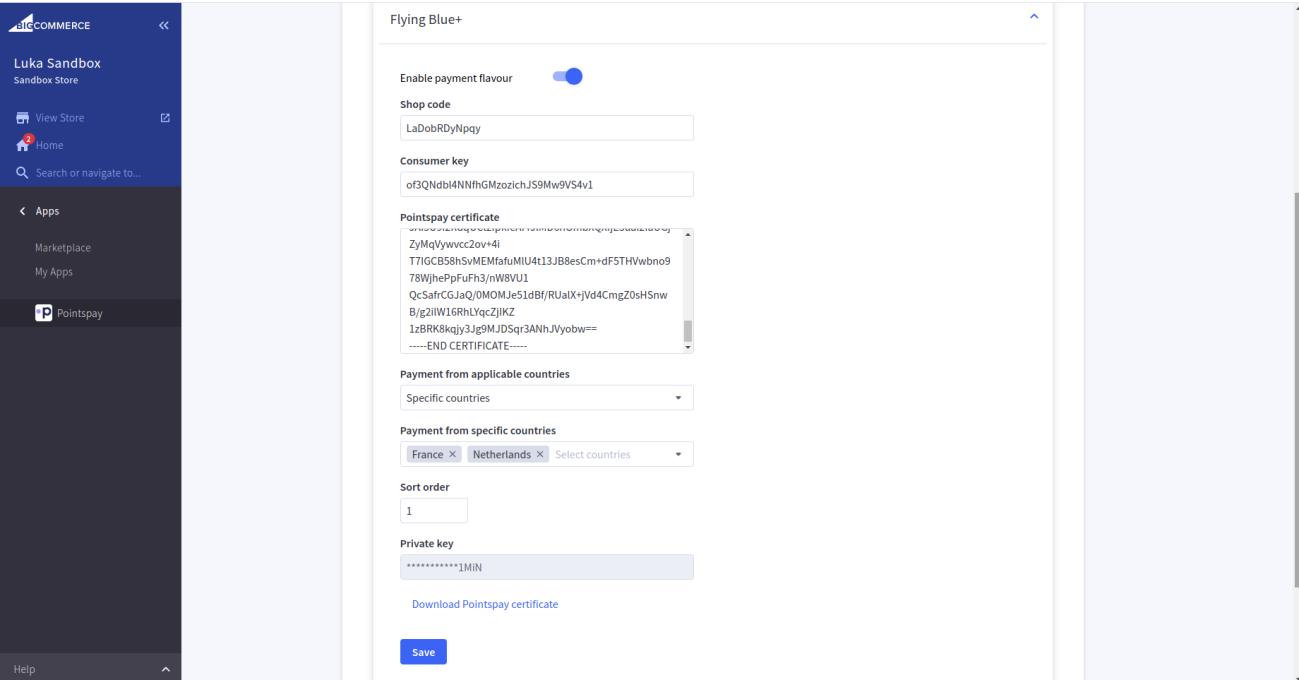 BIGCOMMERCE
Luka Sandbox
Sandbox Store
View Store
2
Home
Search or navigate to...
Apps
Marketplace
My Apps
Pointspay
Help
Flying Blue+
Enable payment flavour
Shop code
LaDobRDyNpqy
Consumer key
of3QNdbl4NNfhGMzozichJS9Mw9VS4v1
Pointspay certificate
ZyMqVywvcc2ov+4i
T7IGCB58hSvMEMfafuMlU4t13JB8esCm+dF5THVwbno9
78WjhePpFuFh3/nW8VU1
QcSafrCGJaQ/0MOMJe51dBf/RUalX+jVd4CmgZ0sHSnw
B/g2ilW16RhLYqcZjlKZ
1zBRK8kqjy3Jg9MJDSqr3ANhJVyobw==
-----END CERTIFICATE-----
Payment from applicable countries
Specific countries
Payment from specific countries
France × Netherlands × Select countries
Sort order
1
Private key
***********1MiN
Download Pointspay certificate
Save